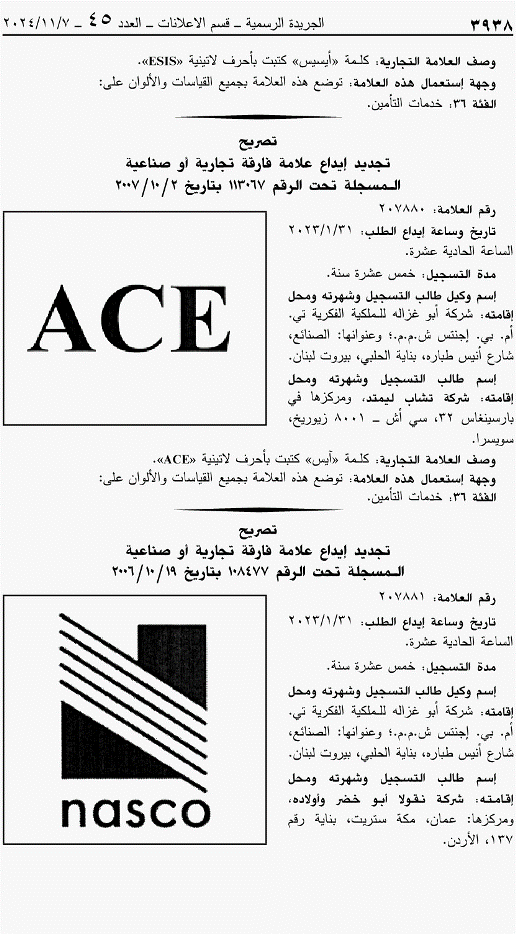 ٣٩٣٨
الجريدة الرسمية ـ قسم الاعلانات ـ العدد ٤٥ ـ ٢٠٢٤/١١/٧
وصف العلامة التجارية: كلمة «أيسيس» كتبت بأحرف لاتينية «ESIS».
وجهة إستعمال هذه العلامة: توضع هذه العلامة بجميع القياسات والألوان على:
الفئة ٣٦: خدمات التأمين.
تصريح
تجديد إيداع علامة فارقة تجارية أو صناعية
المسجلة تحت الرقم ١١٣٠٦٧ بتاريخ ٢٠٠٧/١٠/٢
رقم العلامة: ٢٠٧٨٨٠
تاريخ وساعة إيداع الطلب: ٢٠٢٣/١/٣١
الساعة الحادية عشرة.
مدة التسجيل: خمس عشرة سنة.
إسم وكيل طالب التسجيل وشهرته ومحل
إقامته: شركة أبو غزاله للملكية الفكرية تي.
أم. بي. إجنتس ش.م.م.؛ وعنوانها: الصنائع،
شارع أنيس طباره، بناية الحلبي، بيروت لبنان.
إسم طالب التسجيل وشهرته ومحل
إقامته: شركة تشاب ليمتد، ومركزها في
بارسينغاس ٣٢، سي أش ـ ٨٠٠١ زيوريخ،
سويسرا.
ACE
وصف العلامة التجارية: كلمة «آيس» كتبت بأحرف لاتينية «ACE».
وجهة إستعمال هذه العلامة: توضع هذه العلامة بجميع القياسات والألوان على:
الفئة ٣٦: خدمات التأمين.
تصريح
تجديد إيداع علامة فارقة تجارية أو صناعية
المسجلة تحت الرقم ١٠٨٤٧٧ بتاريخ ٢٠٠٦/١٠/١٩
رقم العلامة: ٢٠٧٨٨١
تاريخ وساعة إيداع الطلب: ٢٠٢٣/١/٣١
الساعة الحادية عشرة.
مدة التسجيل: خمس عشرة سنة.
إسم وكيل طالب التسجيل وشهرته ومحل
إقامته: شركة أبو غزاله للملكية الفكرية تي.
أم. بي. إجنتس ش.م.م.؛ وعنوانها: الصنائع،
شارع أنيس طباره، بناية الحلبي، بيروت لبنان.
إسم طالب التسجيل وشهرته ومحل
إقامته: شركة نقولا أبو خضر وأولاده،
ومركزها: عمان، مكة ستريت، بناية رقم
١٣٧، الأردن.
nasco